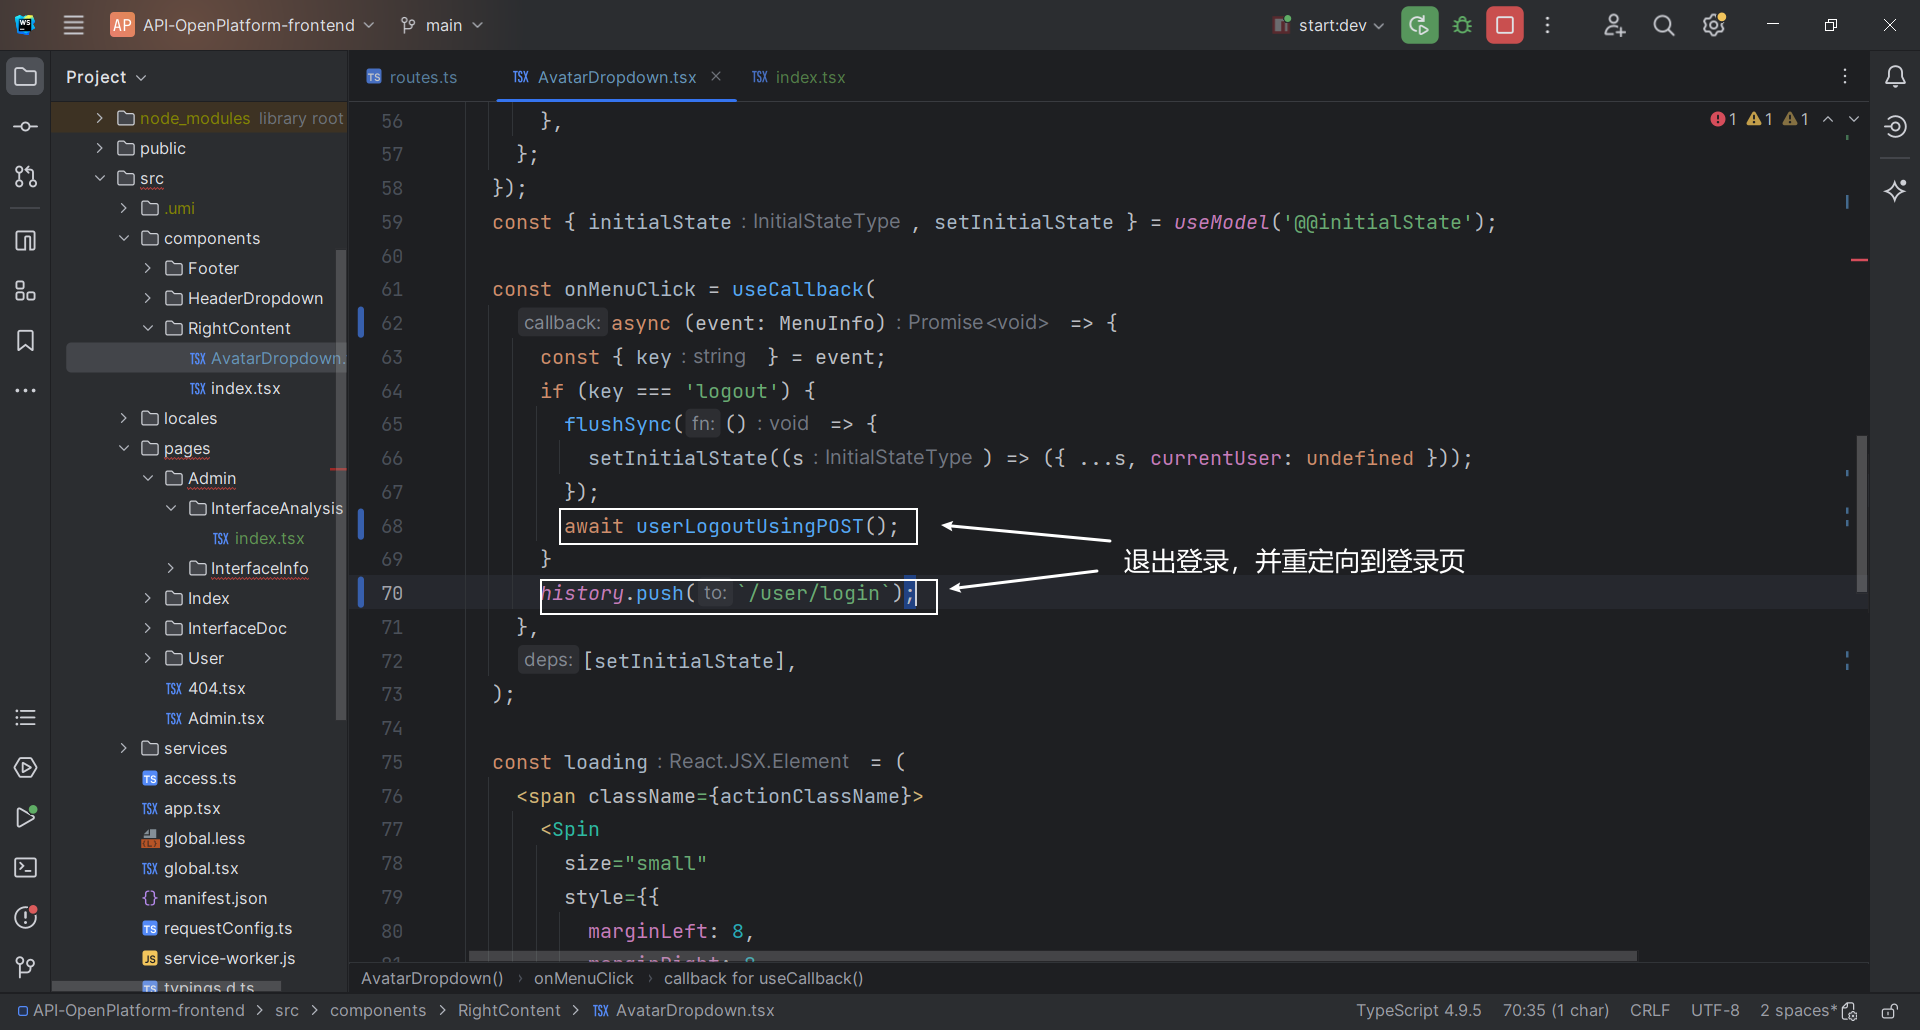 WS
AP API-OpenPlatform-frontend main start:dev
Project
routes.ts AvatarDropdown.tsx index.tsx
node_modules library root
public
src
.umi
components
Footer
HeaderDropdown
RightContent
AvatarDropdown.
index.tsx
locales
pages
Admin
InterfaceAnalysis
index.tsx
InterfaceInfo
Index
InterfaceDoc
User
404.tsx
Admin.tsx
services
access.ts
app.tsx
global.less
global.tsx
manifest.json
requestConfig.ts
service-worker.js
typings.d.ts
1 1 1
56 },
57 };
58 });
59 const { initialState : InitialStateType , setInitialState } = useModel('@@initialState');
60
61 const onMenuClick = useCallback(
62 callback: async (event: MenuInfo) : Promise<void> => {
63 const { key : string } = event;
64 if (key === 'logout') {
65 flushSync( fn: () : void => {
66 setInitialState((s : InitialStateType ) => ({ ...s, currentUser: undefined }));
67 });
68 await userLogoutUsingPOST();
69 }
退出登录，并重定向到登录页
70 history.push( to: `/user/login`);
71 },
72 deps: [setInitialState],
73 );
74
75 const loading : React.JSX.Element = (
76 <span className={actionClassName}>
77 <Spin
78 size="small"
79 style={{
80 marginLeft: 8,
81 marginRight: 8
AvatarDropdown() › onMenuClick › callback for useCallback()
API-OpenPlatform-frontend > src > components > RightContent > AvatarDropdown.tsx 70:35 (1 char) TypeScript 4.9.5 CRLF UTF-8 2 spaces*